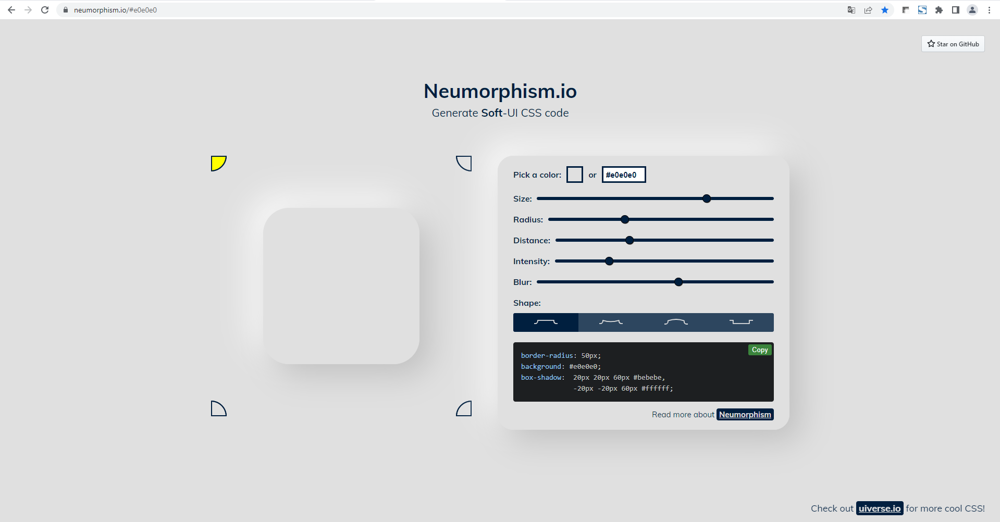 neumorphism.io/#e0e0e0
Star on GitHub
Neumorphism.io
Generate Soft-UI CSS code
Pick a color: or #e0e0e0
Size:
Radius:
Distance:
Intensity:
Blur:
Shape:
Copy
border-radius: 50px;
background: #e0e0e0;
box-shadow: 20px 20px 60px #bebebe,
-20px -20px 60px #ffffff;
Read more about Neumorphism
Check out uiverse.io for more cool CSS!